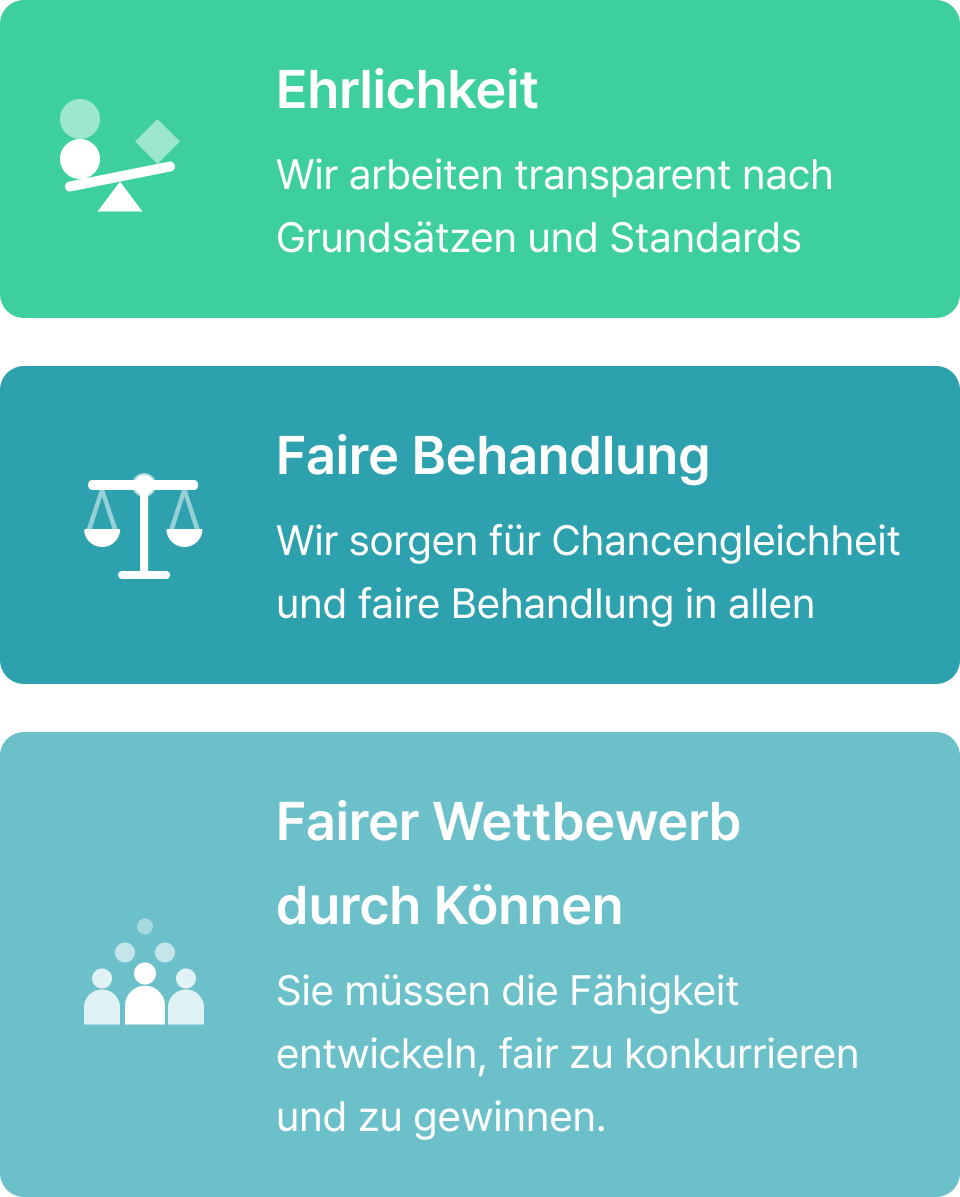 Ehrlichkeit
Wir arbeiten transparent nach
Grundsätzen und Standards
Faire Behandlung
Wir sorgen für Chancengleichheit
und faire Behandlung in allen
Fairer Wettbewerb
durch Können
Sie müssen die Fähigkeit
entwickeln, fair zu konkurrieren
und zu gewinnen.